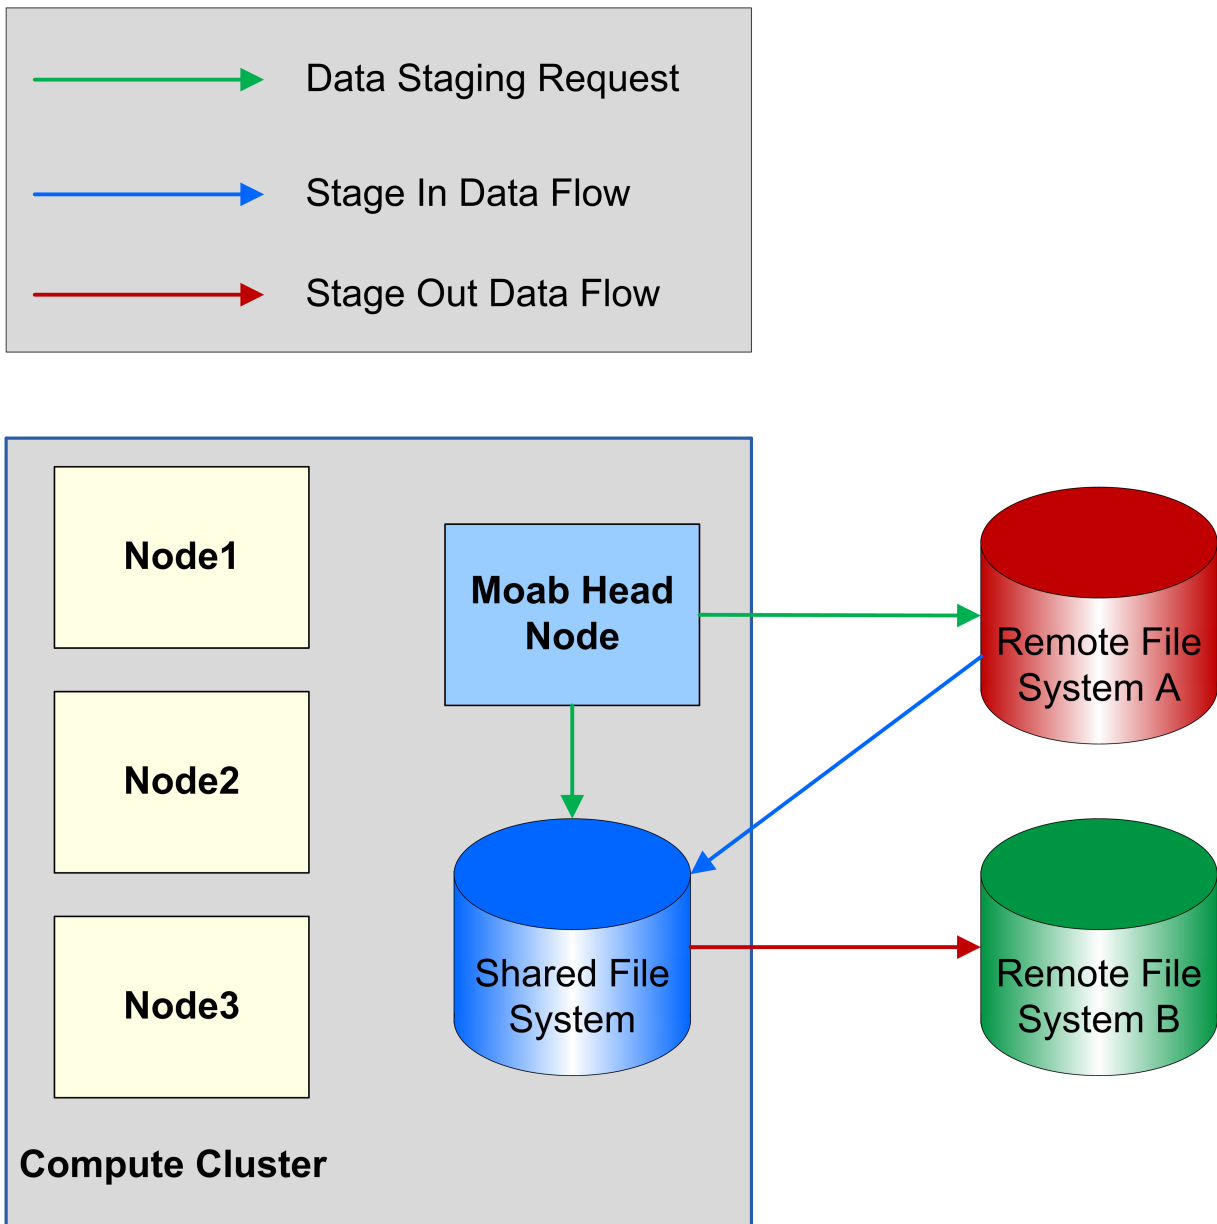 Data Staging Request
Stage In Data Flow
Stage Out Data Flow
Node1
Moab Head
Node
Remote File
System A
Node2
Shared File
System
Remote File
System B
Node3
Compute Cluster